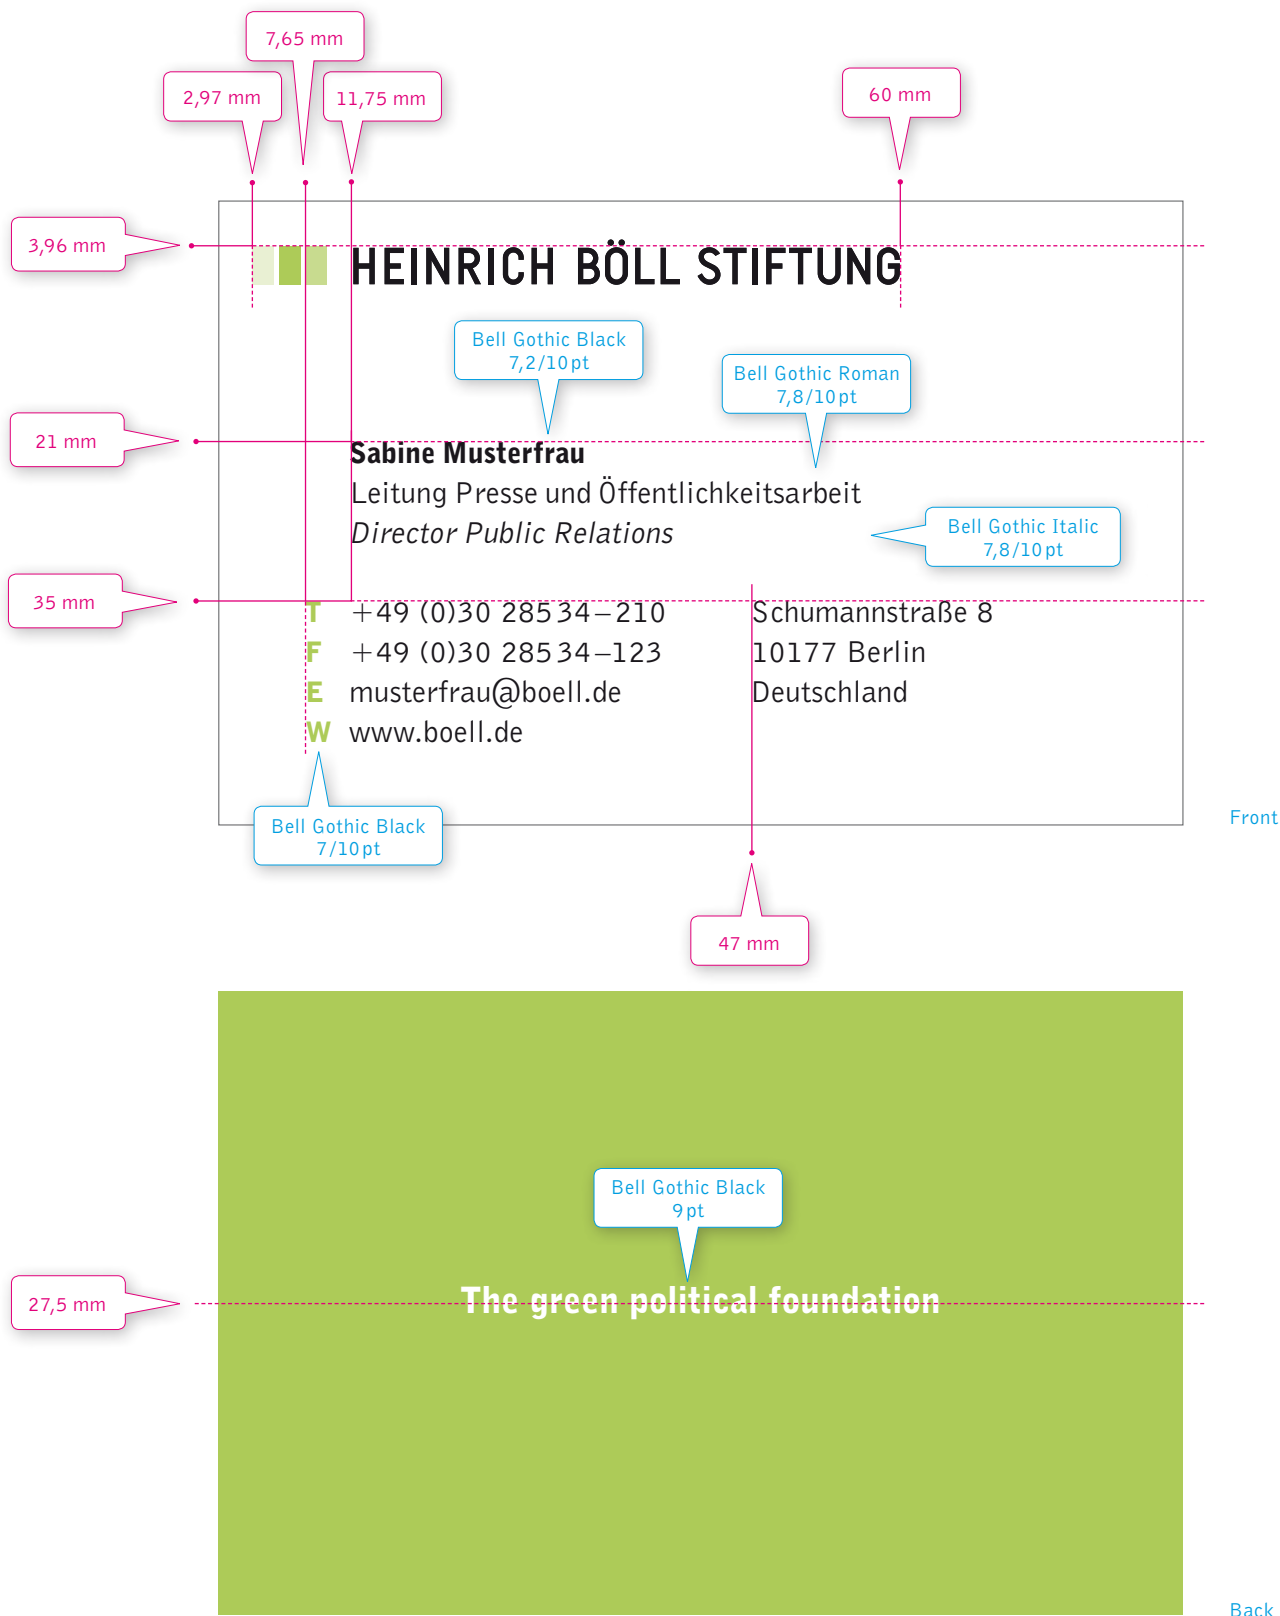 7,65 mm
2,97 mm
11,75 mm
60 mm
3,96 mm
HEINRICH BÖLL STIFTUNG
Bell Gothic Black
7,2/10 pt
Bell Gothic Roman
7,8/10 pt
21 mm
Sabine Musterfrau
Leitung Presse und Öffentlichkeitsarbeit
Director Public Relations
Bell Gothic Italic
7,8/10 pt
35 mm
T +49 (0)30 285 34–210
F +49 (0)30 285 34–123
E musterfrau@boell.de
W www.boell.de
Schumannstraße 8
10177 Berlin
Deutschland
Bell Gothic Black
7/10 pt
Front
47 mm
Bell Gothic Black
9 pt
27,5 mm
The green political foundation
Back